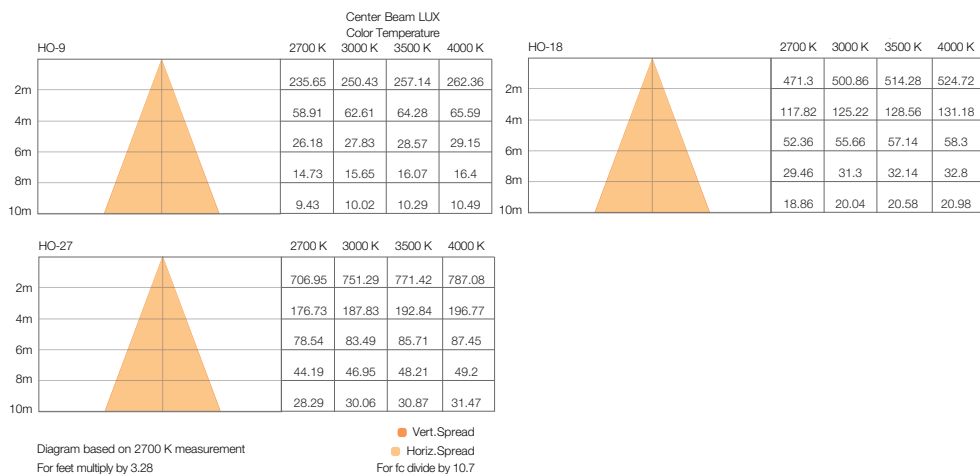 Center Beam LUX
Color Temperature
HO-9 2700 K 3000 K 3500 K 4000 K
2m 235.65 250.43 257.14 262.36
4m 58.91 62.61 64.28 65.59
6m 26.18 27.83 28.57 29.15
8m 14.73 15.65 16.07 16.4
10m 9.43 10.02 10.29 10.49
HO-18 2700 K 3000 K 3500 K 4000 K
2m 471.3 500.86 514.28 524.72
4m 117.82 125.22 128.56 131.18
6m 52.36 55.66 57.14 58.3
8m 29.46 31.3 32.14 32.8
10m 18.86 20.04 20.58 20.98
HO-27 2700 K 3000 K 3500 K 4000 K
2m 706.95 751.29 771.42 787.08
4m 176.73 187.83 192.84 196.77
6m 78.54 83.49 85.71 87.45
8m 44.19 46.95 48.21 49.2
10m 28.29 30.06 30.87 31.47
Vert.Spread
Diagram based on 2700 K measurement Horiz.Spread
For feet multiply by 3.28 For fc divide by 10.7